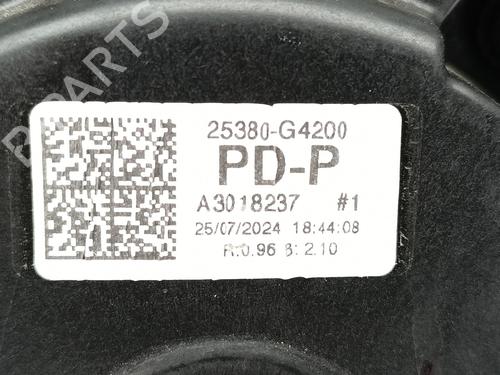 B-PARTS
25380-G4200
PD-P
A3018237 #1
25/07/2024 18:44:08
R:0.96 B: 2.10